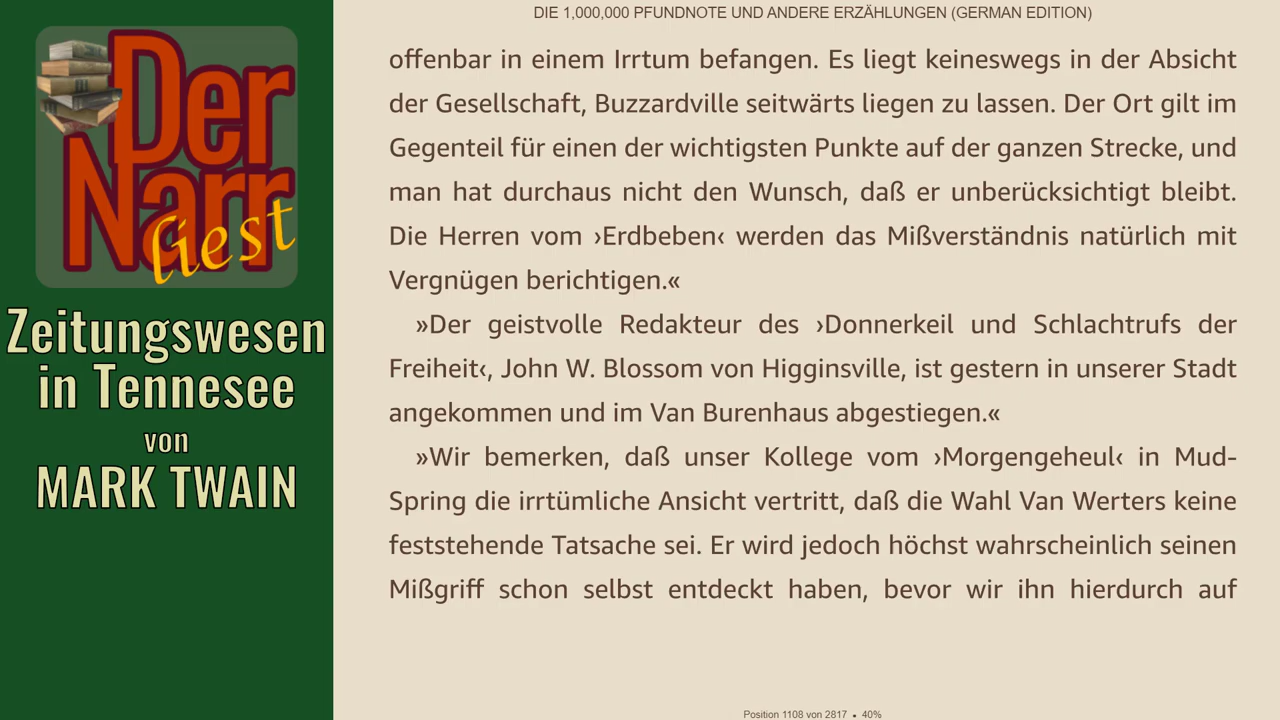 Der
Narr
liest
Zeitungswesen
in Tennesee
von
MARK TWAIN
DIE 1,000,000 PFUNDNOTE UND ANDERE ERZÄHLUNGEN (GERMAN EDITION)
offenbar in einem Irrtum befangen. Es liegt keineswegs in der Absicht
der Gesellschaft, Buzzardville seitwärts liegen zu lassen. Der Ort gilt im
Gegenteil für einen der wichtigsten Punkte auf der ganzen Strecke, und
man hat durchaus nicht den Wunsch, daß er unberücksichtigt bleibt.
Die Herren vom ›Erdbeben‹ werden das Mißverständnis natürlich mit
Vergnügen berichtigen.«
»Der geistvolle Redakteur des ›Donnerkeil und Schlachtrufs der
Freiheit‹, John W. Blossom von Higginsville, ist gestern in unserer Stadt
angekommen und im Van Burenhaus abgestiegen.«
»Wir bemerken, daß unser Kollege vom ›Morgengeheul‹ in Mud-
Spring die irrtümliche Ansicht vertritt, daß die Wahl Van Werters keine
feststehende Tatsache sei. Er wird jedoch höchst wahrscheinlich seinen
Mißgriff schon selbst entdeckt haben, bevor wir ihn hierdurch auf
Position 1108 von 2817 • 40%